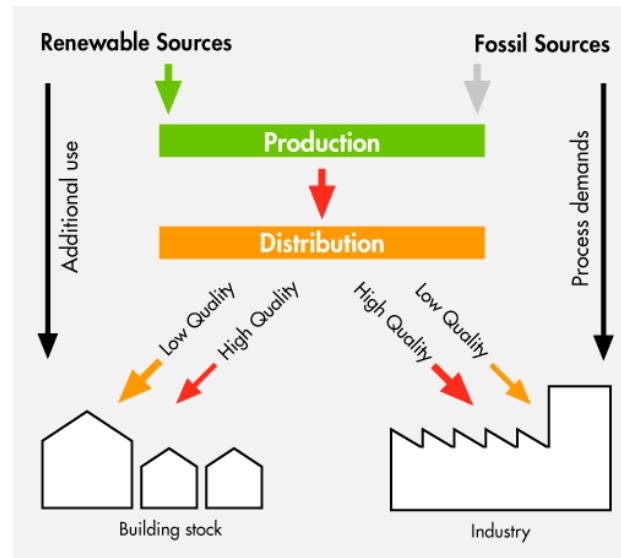 Renewable Sources
Fossil Sources
Production
Additional use
Process demands
Distribution
Low Quality
High Quality
High Quality
Low Quality
Building stock
Industry